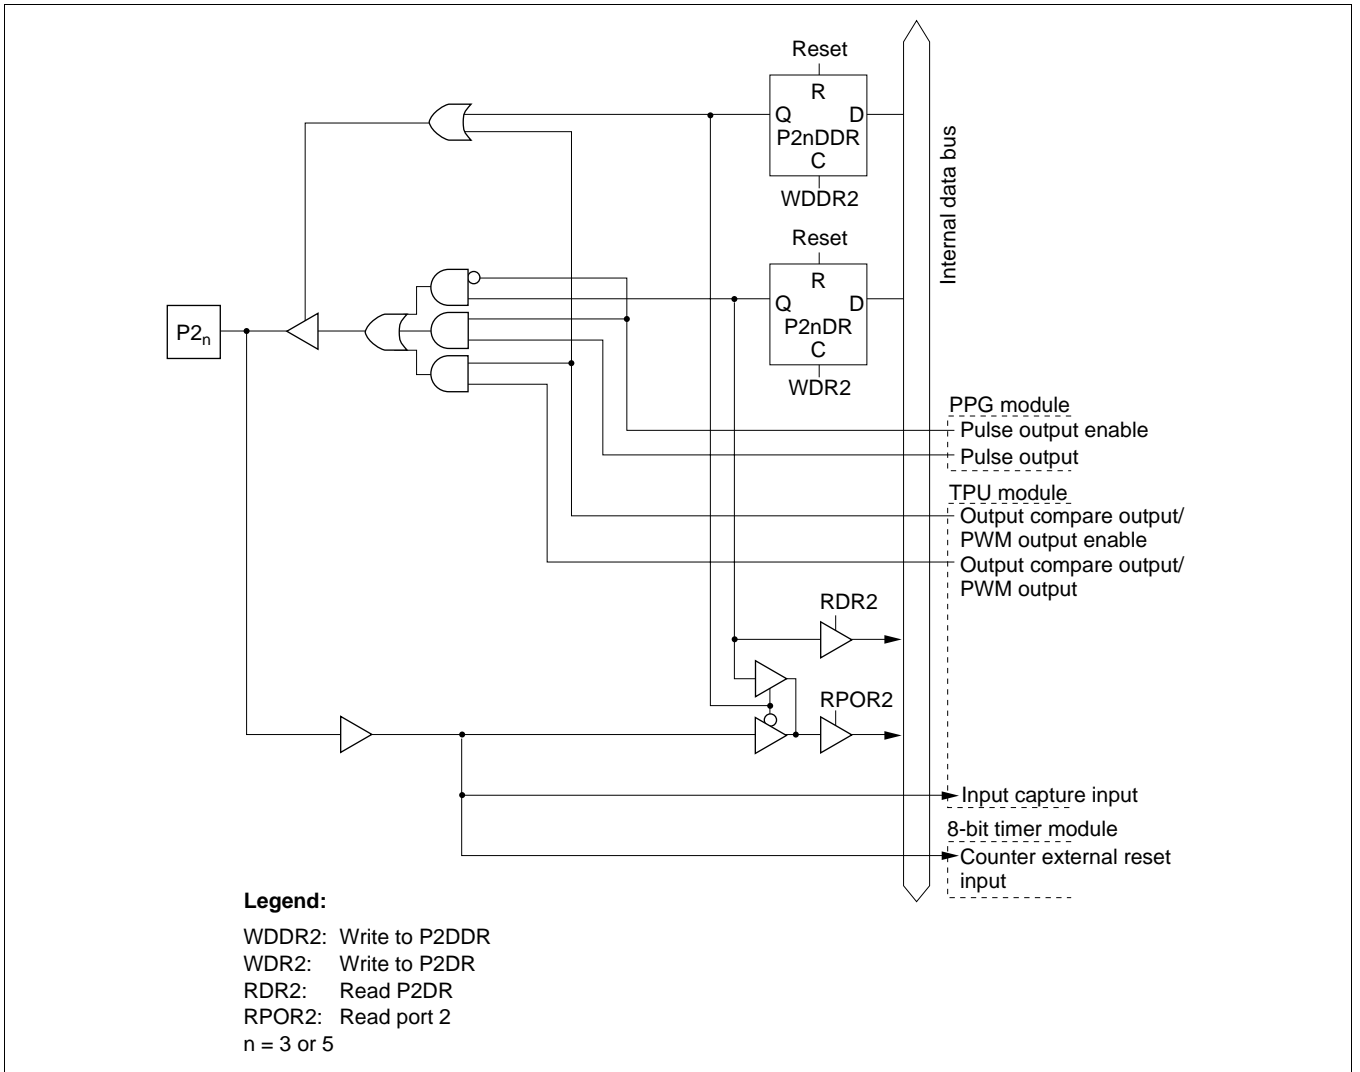 Reset
R
Q D
P2nDDR
C
WDDR2
Internal data bus
Reset
R
Q D
P2nDR
C
WDR2
P2n
PPG module
Pulse output enable
Pulse output
TPU module
Output compare output/
PWM output enable
Output compare output/
PWM output
RDR2
RPOR2
Input capture input
8-bit timer module
Counter external reset
input
Legend:
WDDR2: Write to P2DDR
WDR2: Write to P2DR
RDR2: Read P2DR
RPOR2: Read port 2
n = 3 or 5